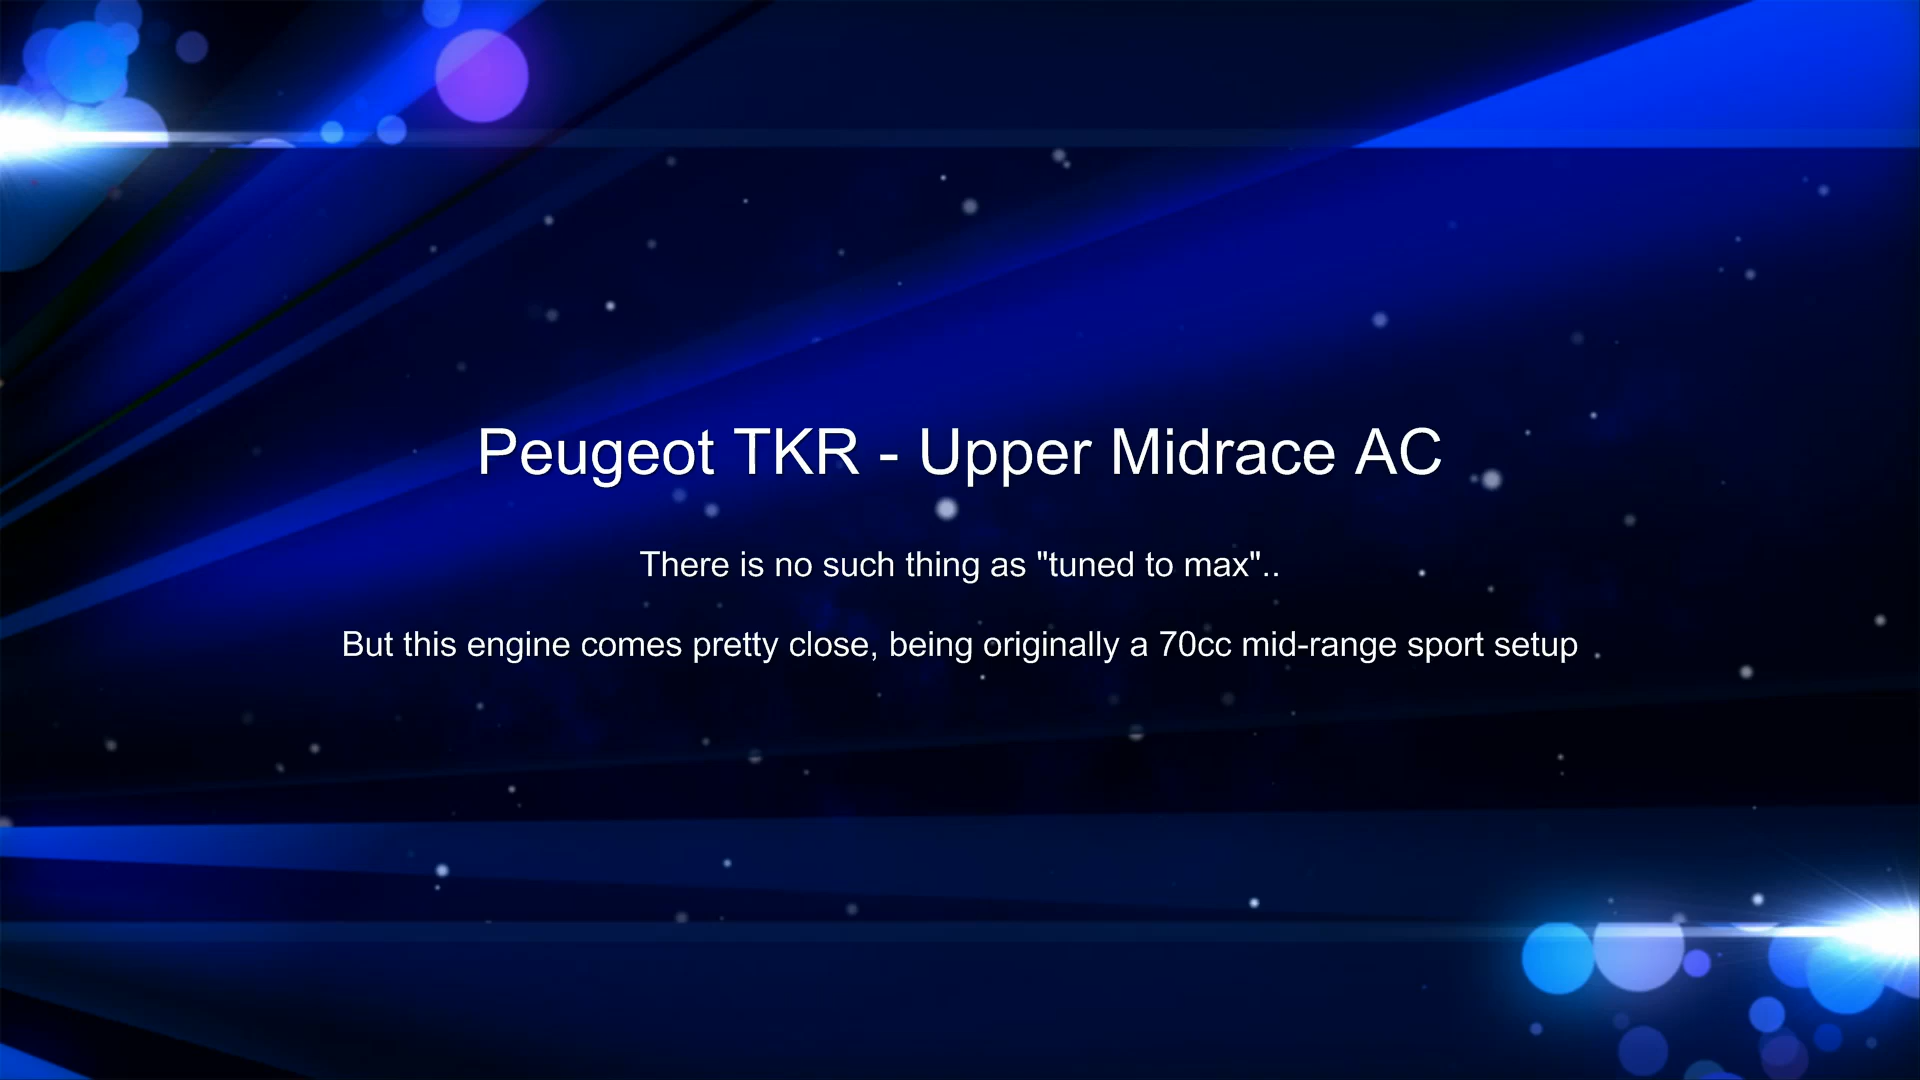 Peugeot TKR - Upper Midrace AC
There is no such thing as "tuned to max"..
But this engine comes pretty close, being originally a 70cc mid-range sport setup